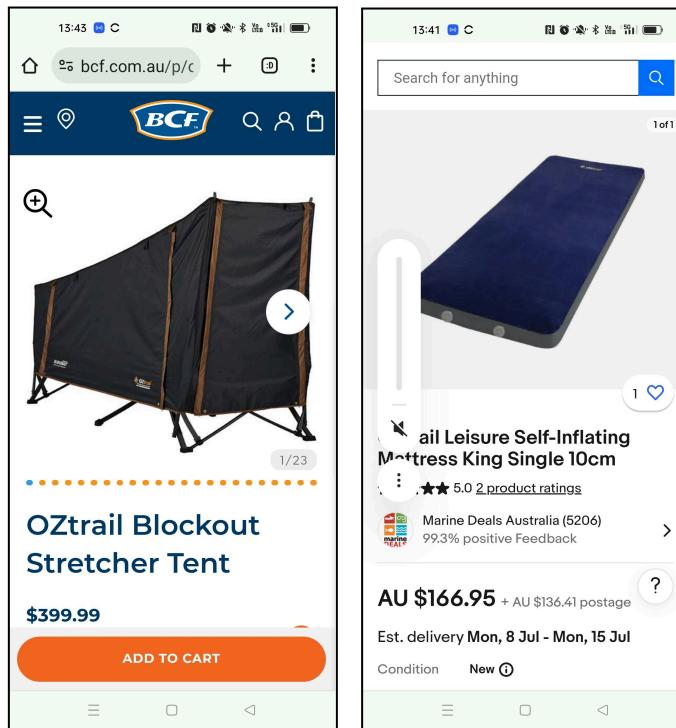 13:43
bcf.com.au/p/c
:D
BCF
OZtrail
1/23
OZtrail Blockout
Stretcher Tent
$399.99
ADD TO CART
13:41
Search for anything
1 of 1
1
ail Leisure Self-Inflating
Mattress King Single 10cm
5.0 2 product ratings
marine
DEALS
Marine Deals Australia (5206)
99.3% positive Feedback
?
AU $166.95 + AU $136.41 postage
Est. delivery Mon, 8 Jul - Mon, 15 Jul
Condition New